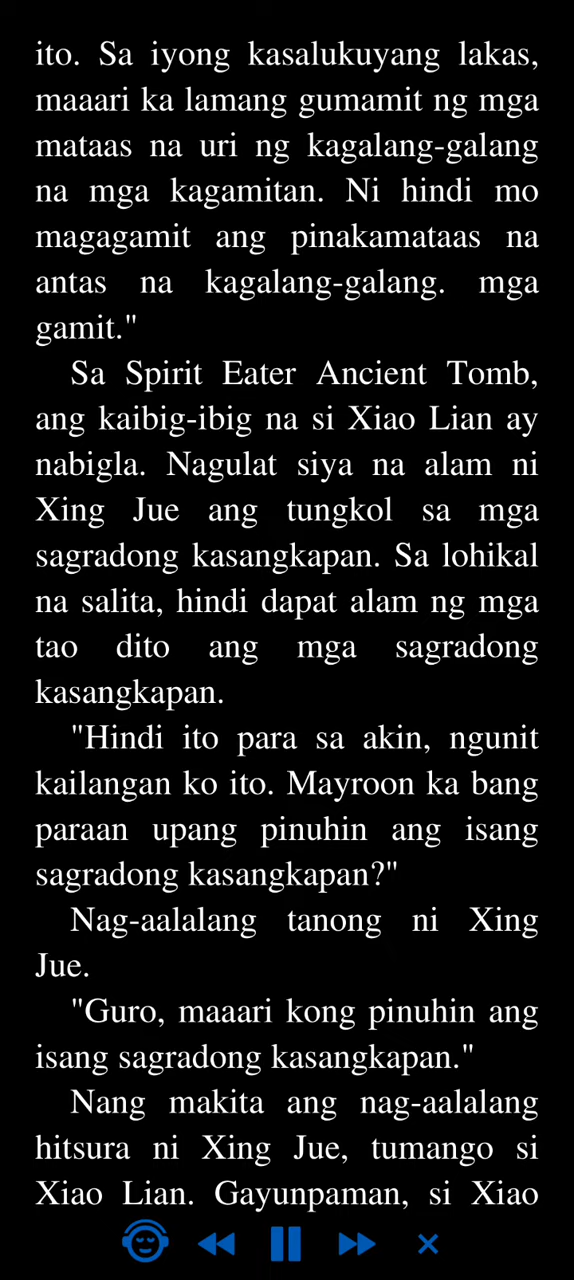 ito. Sa iyong kasalukuyang lakas,
maaari ka lamang gumamit ng mga
mataas na uri ng kagalang-galang
na mga kagamitan. Ni hindi mo
magagamit ang pinakamataas na
antas na kagalang-galang. mga
gamit."
Sa Spirit Eater Ancient Tomb,
ang kaibig-ibig na si Xiao Lian ay
nabigla. Nagulat siya na alam ni
Xing Jue ang tungkol sa mga
sagradong kasangkapan. Sa lohikal
na salita, hindi dapat alam ng mga
tao dito ang mga sagradong
kasangkapan.
"Hindi ito para sa akin, ngunit
kailangan ko ito. Mayroon ka bang
paraan upang pinuhin ang isang
sagradong kasangkapan?"
Nag-aalalang tanong ni Xing
Jue.
"Guro, maaari kong pinuhin ang
isang sagradong kasangkapan."
Nang makita ang nag-aalalang
hitsura ni Xing Jue, tumango si
Xiao Lian. Gayunpaman, si Xiao